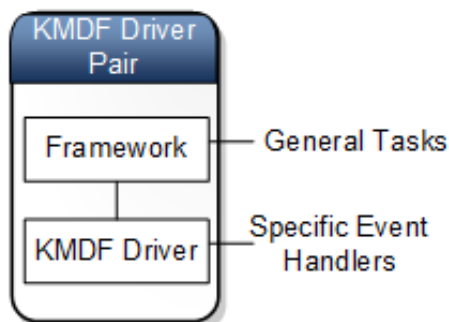 KMDF Driver
Pair
Framework
General Tasks
KMDF Driver
Specific Event
Handlers